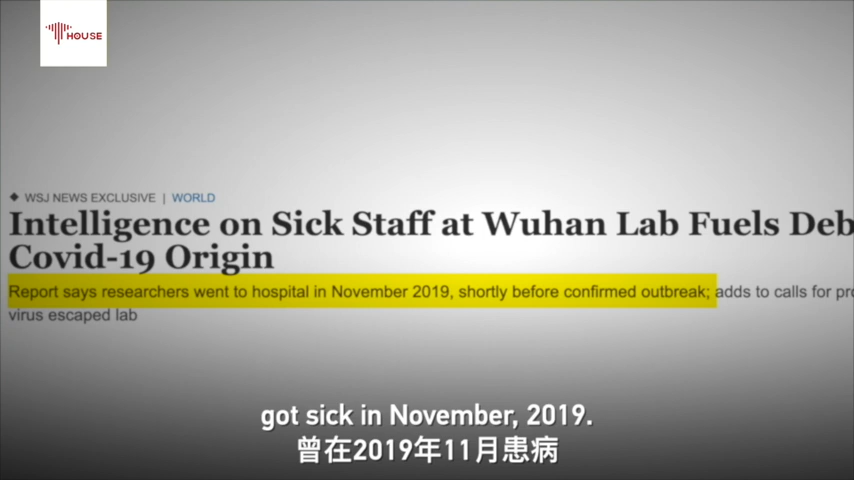 HOUSE
◆ WSJ NEWS EXCLUSIVE | WORLD
Intelligence on Sick Staff at Wuhan Lab Fuels Deb
Covid-19 Origin
Report says researchers went to hospital in November 2019, shortly before confirmed outbreak; adds to calls for pro
virus escaped lab
got sick in November, 2019.
曾在2019年11月患病